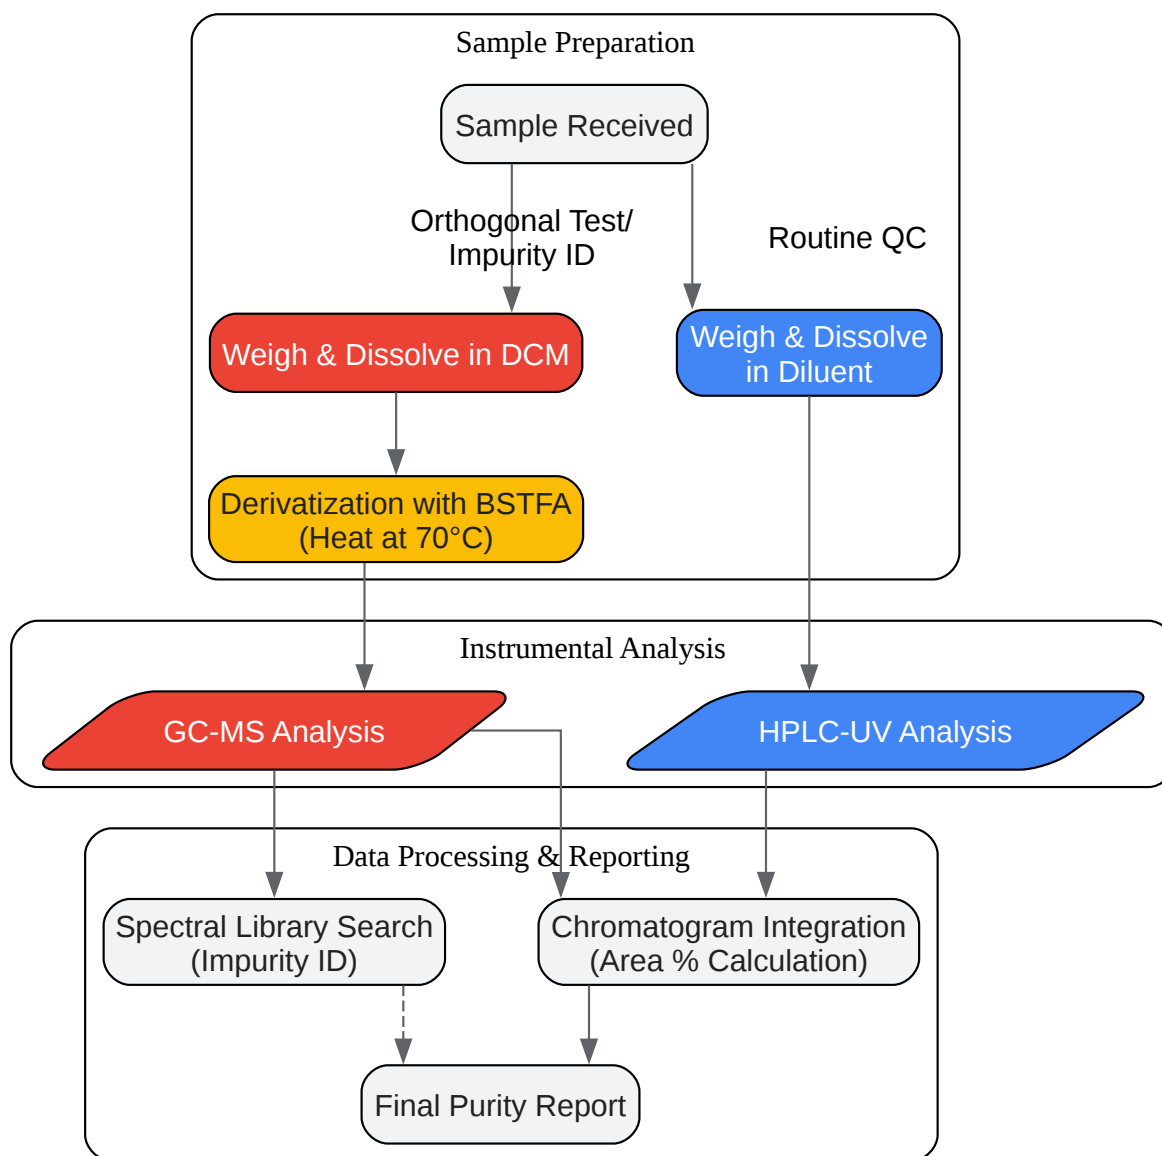 Sample Preparation
Sample Received
Orthogonal Test/
Impurity ID
Routine QC
Weigh & Dissolve in DCM
Weigh & Dissolve
in Diluent
Derivatization with BSTFA
(Heat at 70°C)
Instrumental Analysis
GC-MS Analysis
HPLC-UV Analysis
Data Processing & Reporting
Spectral Library Search
(Impurity ID)
Chromatogram Integration
(Area % Calculation)
Final Purity Report